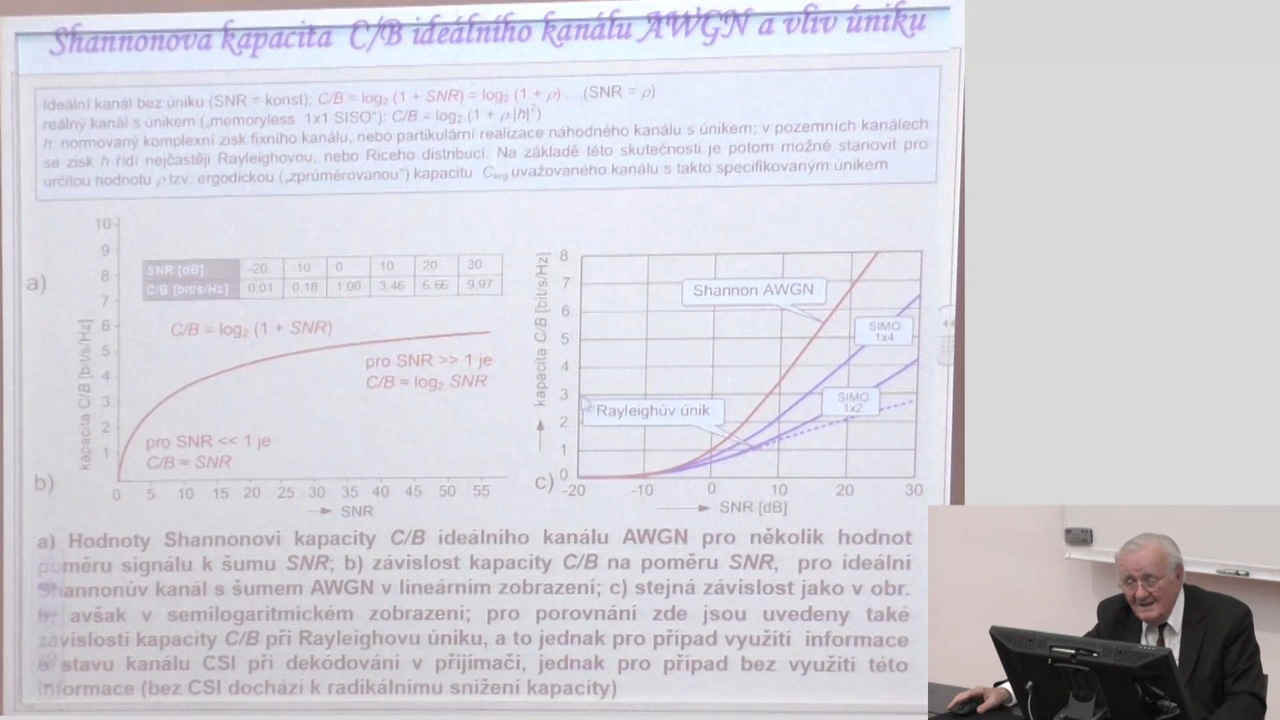 Shannonova kapacita C/B ideálního kanálu AWGN a vliv úniku
Ideální kanál bez úniku (SNR = konst): C/B = log₂ (1 + SNR) = log₂ (1 + ρ) ....(SNR = ρ)
reálný kanál s únikem („memoryless 1x1 SISO“): C/B = log₂ (1 + ρ |h|²)
h: normovaný komplexní zisk fixního kanálu, nebo partikulární realizace náhodného kanálu s únikem; v pozemních kanálech
se zisk h řídí nejčastěji Rayleighovou, nebo Riceho distribucí. Na základě této skutečnosti je potom možné stanovit pro
určitou hodnotu ρ tzv. ergodickou („zprůměrovanou“) kapacitu C_erg uvažovaného kanálu s takto specifikovaným únikem
a)
SNR [dB] -20 -10 0 10 20 30
C/B [bit/s/Hz] 0,01 0,18 1,00 3,46 6,66 9,97
C/B = log₂ (1 + SNR)
pro SNR >> 1 je
C/B = log₂ SNR
pro SNR << 1 je
C/B ≈ SNR
kapacita C/B [bit/s/Hz]
10
9
8
7
6
5
4
3
2
1
b)
0 5 10 15 20 25 30 35 40 45 50 55
SNR
kapacita C/B [bit/s/Hz]
8
7
6
5
4
3
2
1
0
Shannon AWGN
SIMO
1x4
SIMO
1x2
Rayleighův únik
c)
-20 -10 0 10 20 30
SNR [dB]
a) Hodnoty Shannonovi kapacity C/B ideálního kanálu AWGN pro několik hodnot
poměru signálu k šumu SNR; b) závislost kapacity C/B na poměru SNR, pro ideální
Shannonův kanál s šumem AWGN v lineárním zobrazení; c) stejná závislost jako v obr.
b, avšak v semilogaritmickém zobrazení; pro porovnání zde jsou uvedeny také
závislosti kapacity C/B při Rayleighovu úniku, a to jednak pro případ využití informace
o stavu kanálu CSI při dekódování v přijímači, jednak pro případ bez využití této
informace (bez CSI dochází k radikálnímu snížení kapacity)